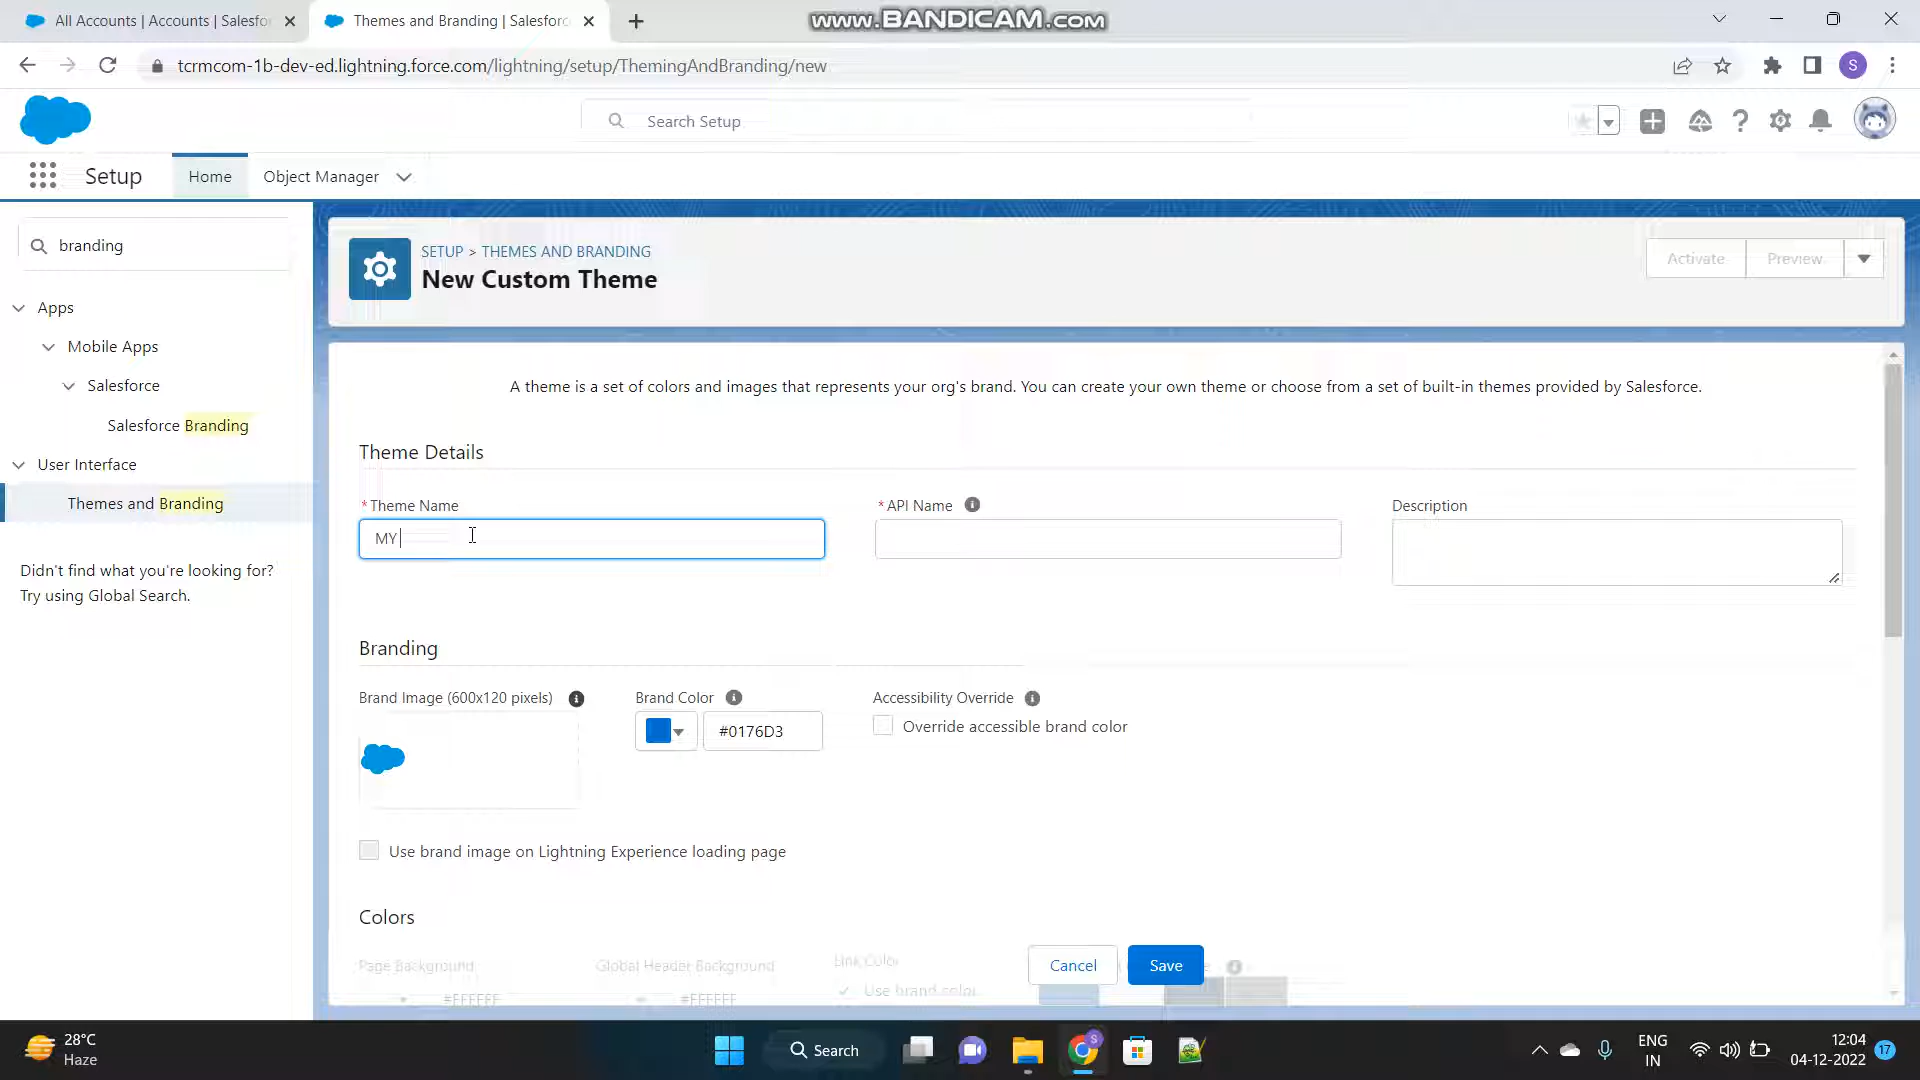 All Accounts | Accounts | Salesfo
Themes and Branding | Salesforc
www.BANDICAM.com
tcrmcom-1b-dev-ed.lightning.force.com/lightning/setup/ThemingAndBranding/new
S
Search Setup
Setup
Home
Object Manager
branding
Apps
Mobile Apps
Salesforce
Salesforce Branding
User Interface
Themes and Branding
Didn't find what you're looking for?
Try using Global Search.
SETUP > THEMES AND BRANDING
New Custom Theme
Activate
Preview
A theme is a set of colors and images that represents your org's brand. You can create your own theme or choose from a set of built-in themes provided by Salesforce.
Theme Details
* Theme Name
* API Name
Description
MY
Branding
Brand Image (600x120 pixels)
Brand Color
Accessibility Override
#0176D3
Override accessible brand color
Use brand image on Lightning Experience loading page
Colors
Page Background
Global Header Background
Link Color
#FFFFFF
#FFFFFF
Use brand color
Cancel
Save
28°C
Haze
Search
ENG
IN
12:04
04-12-2022
17